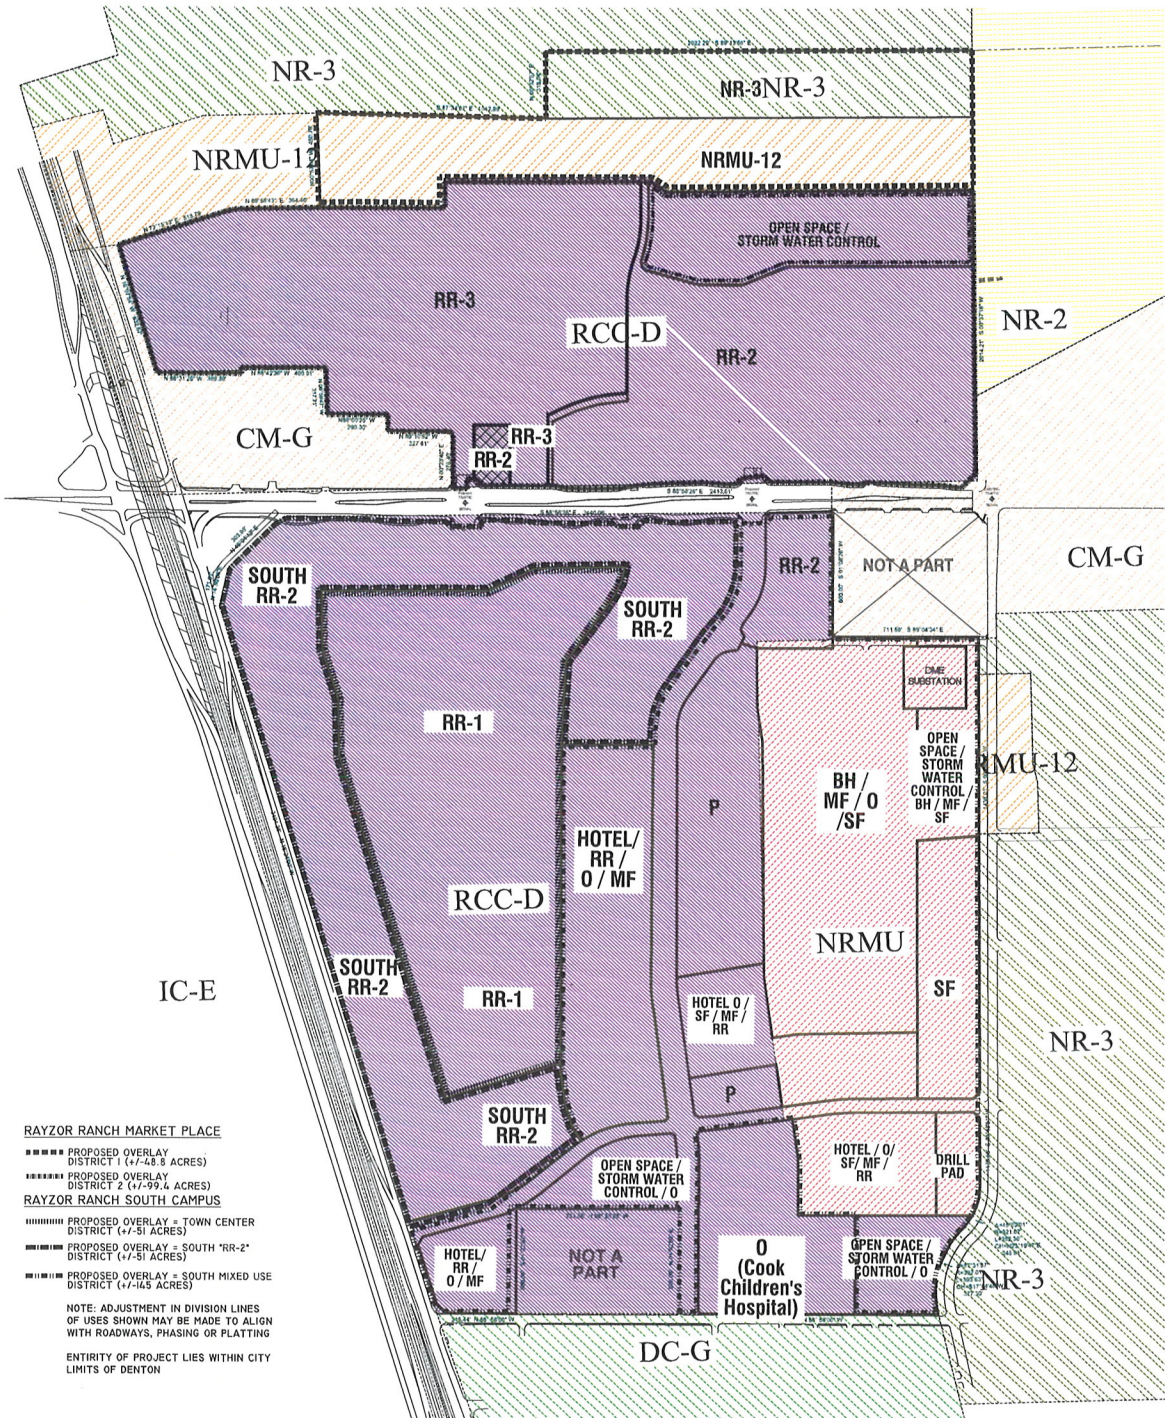 NR-3
NR-3
NR-3
NRMU-12
NRMU-12
OPEN SPACE /
STORM WATER CONTROL
RR-3
RCC-D
RR-2
NR-2
CM-G
RR-3
RR-2
SOUTH
RR-2
SOUTH
RR-2
RR-2
NOT A PART
711.58' S 89°04'34" E
CM-G
DME
SUBSTATION
RR-1
OPEN
SPACE /
STORM
WATER
CONTROL /
BH / MF /
SF
RMU-12
BH /
MF / O
/SF
P
HOTEL/
RR /
O / MF
RCC-D
NRMU
SOUTH
RR-2
IC-E
RR-1
SF
HOTEL O /
SF / MF /
RR
NR-3
P
SOUTH
RR-2
HOTEL / O/
SF/ MF /
RR
DRILL
PAD
OPEN SPACE /
STORM WATER
CONTROL / O
HOTEL/
RR /
O / MF
NOT A
PART
O
(Cook
Children's
Hospital)
OPEN SPACE /
STORM WATER
CONTROL / O
NR-3
DC-G
RAYZOR RANCH MARKET PLACE
PROPOSED OVERLAY
DISTRICT 1 (+/-48.8 ACRES)
PROPOSED OVERLAY
DISTRICT 2 (+/-99.4 ACRES)
RAYZOR RANCH SOUTH CAMPUS
PROPOSED OVERLAY = TOWN CENTER
DISTRICT (+/-51 ACRES)
PROPOSED OVERLAY = SOUTH "RR-2"
DISTRICT (+/-51 ACRES)
PROPOSED OVERLAY = SOUTH MIXED USE
DISTRICT (+/-145 ACRES)
NOTE: ADJUSTMENT IN DIVISION LINES
OF USES SHOWN MAY BE MADE TO ALIGN
WITH ROADWAYS, PHASING OR PLATTING
ENTIRITY OF PROJECT LIES WITHIN CITY
LIMITS OF DENTON